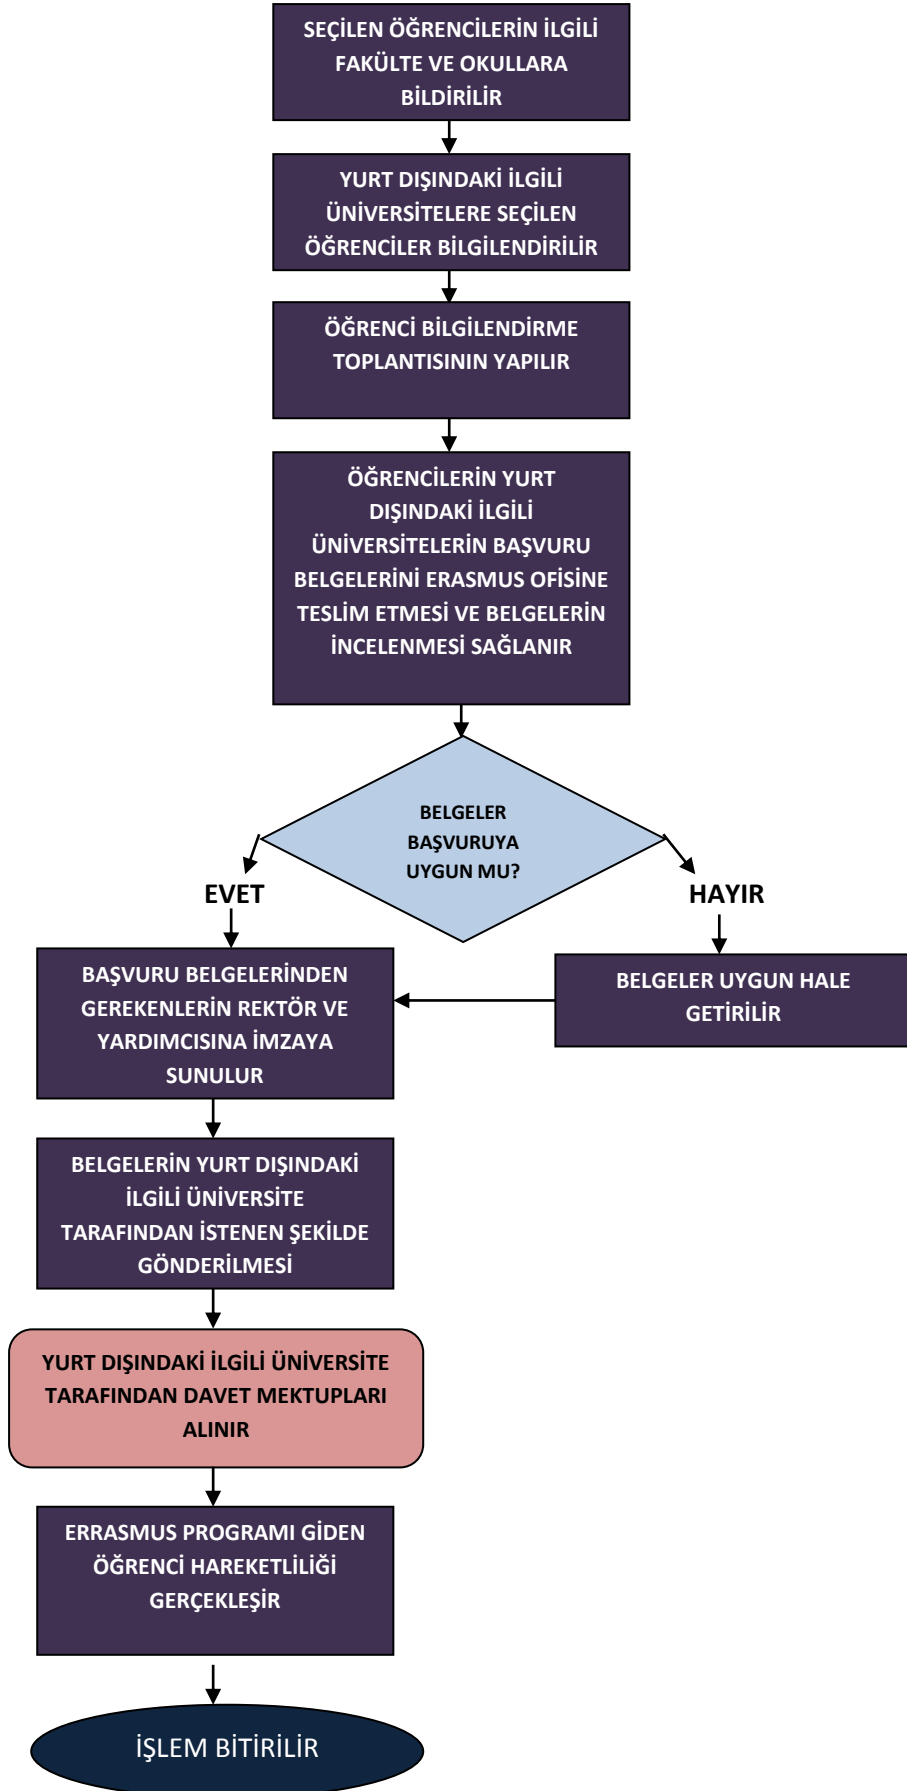 SEÇİLEN ÖĞRENCİLERİN İLGİLİ
FAKÜLTE VE OKULLARA
BİLDİRİLİR
YURT DIŞINDAKİ İLGİLİ
ÜNİVERSİTELERE SEÇİLEN
ÖĞRENCİLER BİLGİLENDİRİLİR
ÖĞRENCİ BİLGİLENDİRME
TOPLANTISININ YAPILIR
ÖĞRENCİLERİN YURT
DIŞINDAKİ İLGİLİ
ÜNİVERSİTELERİN BAŞVURU
BELGELERİNİ ERASMUS OFİSİNE
TESLİM ETMESİ VE BELGELERİN
İNCELENMESİ SAĞLANIR
BELGELER
BAŞVURUYA
UYGUN MU?
EVET
HAYIR
BAŞVURU BELGELERİNDEN
GEREKENLERİN REKTÖR VE
YARDIMCISINA İMZAYA
SUNULUR
BELGELER UYGUN HALE
GETİRİLİR
BELGELERİN YURT DIŞINDAKİ
İLGİLİ ÜNİVERSİTE
TARAFINDAN İSTENEN ŞEKİLDE
GÖNDERİLMESİ
YURT DIŞINDAKİ İLGİLİ ÜNİVERSİTE
TARAFINDAN DAVET MEKTUPLARI
ALINIR
ERRASMUS PROGRAMI GİDEN
ÖĞRENCİ HAREKETLİLİĞİ
GERÇEKLEŞİR
İŞLEM BİTİRİLİR